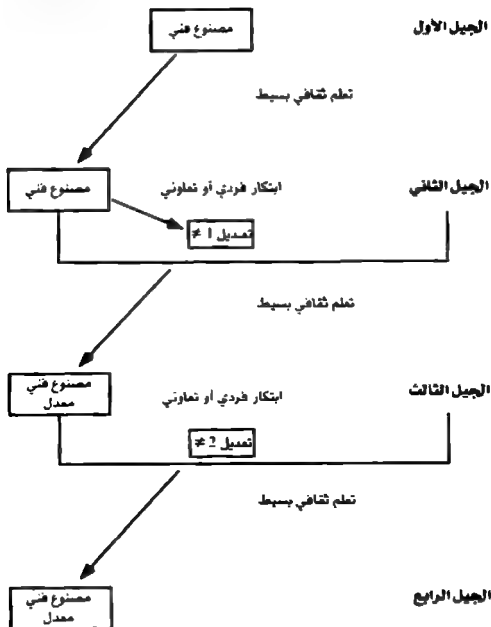 الجيل الأول
مصنوع فني
تعلم ثقافي بسيط
الجيل الثاني
ابتكار فردي أو تعاوني
مصنوع فني
تعديل 1 ≠
تعلم ثقافي بسيط
الجيل الثالث
ابتكار فردي أو تعاوني
مصنوع فني
معدل
تعديل 2 ≠
تعلم ثقافي بسيط
الجيل الرابع
مصنوع فني
معدل